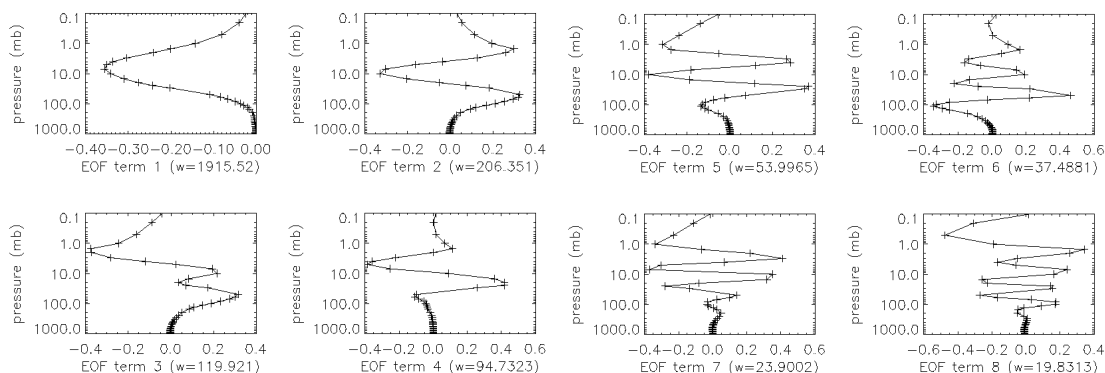 0.1
1.0
10.0
100.0
1000.0
pressure (mb)
-0.40 -0.30 -0.20 -0.10 0.00
EOF term 1 (w=1915.52)
0.1
1.0
10.0
100.0
1000.0
pressure (mb)
-0.4 -0.2 0.0 0.2 0.4
EOF term 2 (w=206.351)
0.1
1.0
10.0
100.0
1000.0
pressure (mb)
-0.4 -0.2 0.0 0.2 0.4
EOF term 5 (w=53.9965)
0.1
1.0
10.0
100.0
1000.0
pressure (mb)
-0.4 -0.2 0.0 0.2 0.4 0.6
EOF term 6 (w=37.4881)
0.1
1.0
10.0
100.0
1000.0
pressure (mb)
-0.4 -0.2 0.0 0.2 0.4
EOF term 3 (w=119.921)
0.1
1.0
10.0
100.0
1000.0
pressure (mb)
-0.4 -0.2 0.0 0.2 0.4 0.6
EOF term 4 (w=94.7323)
0.1
1.0
10.0
100.0
1000.0
pressure (mb)
-0.4 -0.2 0.0 0.2 0.4 0.6
EOF term 7 (w=23.9002)
0.1
1.0
10.0
100.0
1000.0
pressure (mb)
-0.6 -0.4 -0.2 0.0 0.2 0.4
EOF term 8 (w=19.8313)